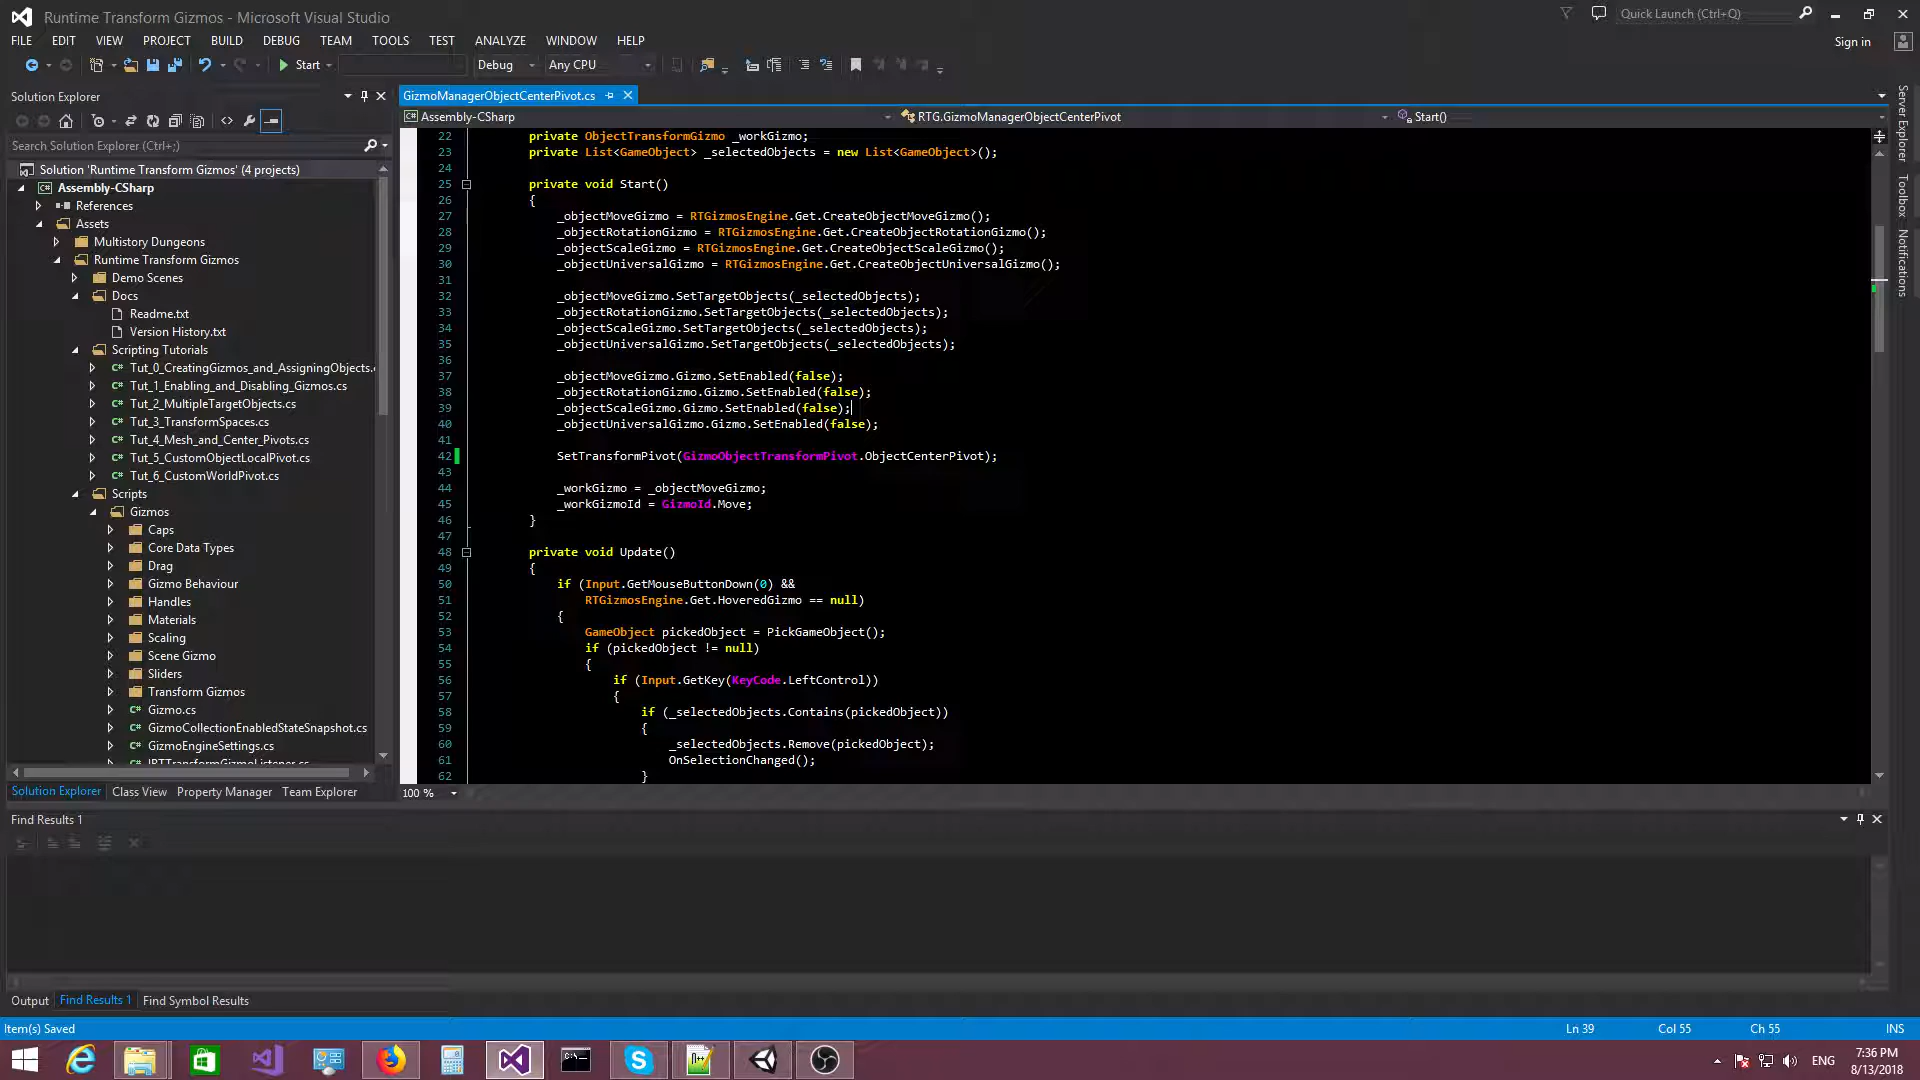 Runtime Transform Gizmos - Microsoft Visual Studio
Quick Launch (Ctrl+Q)
FILE EDIT VIEW PROJECT BUILD DEBUG TEAM TOOLS TEST ANALYZE WINDOW HELP
Sign in
Start Debug Any CPU
Solution Explorer
Search Solution Explorer (Ctrl+;)
Solution 'Runtime Transform Gizmos' (4 projects)
Assembly-CSharp
References
Assets
Multistory Dungeons
Runtime Transform Gizmos
Demo Scenes
Docs
Readme.txt
Version History.txt
Scripting Tutorials
Tut_0_CreatingGizmos_and_AssigningObjects.
Tut_1_Enabling_and_Disabling_Gizmos.cs
Tut_2_MultipleTargetObjects.cs
Tut_3_TransformSpaces.cs
Tut_4_Mesh_and_Center_Pivots.cs
Tut_5_CustomObjectLocalPivot.cs
Tut_6_CustomWorldPivot.cs
Scripts
Gizmos
Caps
Core Data Types
Drag
Gizmo Behaviour
Handles
Materials
Scaling
Scene Gizmo
Sliders
Transform Gizmos
Gizmo.cs
GizmoCollectionEnabledStateSnapshot.cs
GizmoEngineSettings.cs
IRTTransformGizmoListener.cs
Solution Explorer Class View Property Manager Team Explorer
GizmoManagerObjectCenterPivot.cs
Assembly-CSharp RTG.GizmoManagerObjectCenterPivot Start()
22 private ObjectTransformGizmo _workGizmo;
23 private List<GameObject> _selectedObjects = new List<GameObject>();
24
25 private void Start()
26 {
27 _objectMoveGizmo = RTGizmosEngine.Get.CreateObjectMoveGizmo();
28 _objectRotationGizmo = RTGizmosEngine.Get.CreateObjectRotationGizmo();
29 _objectScaleGizmo = RTGizmosEngine.Get.CreateObjectScaleGizmo();
30 _objectUniversalGizmo = RTGizmosEngine.Get.CreateObjectUniversalGizmo();
31
32 _objectMoveGizmo.SetTargetObjects(_selectedObjects);
33 _objectRotationGizmo.SetTargetObjects(_selectedObjects);
34 _objectScaleGizmo.SetTargetObjects(_selectedObjects);
35 _objectUniversalGizmo.SetTargetObjects(_selectedObjects);
36
37 _objectMoveGizmo.Gizmo.SetEnabled(false);
38 _objectRotationGizmo.Gizmo.SetEnabled(false);
39 _objectScaleGizmo.Gizmo.SetEnabled(false);
40 _objectUniversalGizmo.Gizmo.SetEnabled(false);
41
42 SetTransformPivot(GizmoObjectTransformPivot.ObjectCenterPivot);
43
44 _workGizmo = _objectMoveGizmo;
45 _workGizmoId = GizmoId.Move;
46 }
47
48 private void Update()
49 {
50 if (Input.GetMouseButtonDown(0) &&
51 RTGizmosEngine.Get.HoveredGizmo == null)
52 {
53 GameObject pickedObject = PickGameObject();
54 if (pickedObject != null)
55 {
56 if (Input.GetKey(KeyCode.LeftControl))
57 {
58 if (_selectedObjects.Contains(pickedObject))
59 {
60 _selectedObjects.Remove(pickedObject);
61 OnSelectionChanged();
62 }
100 %
Server Explorer
Toolbox
Notifications
Find Results 1
Output Find Results 1 Find Symbol Results
Item(s) Saved
Ln 39 Col 55 Ch 55 INS
ENG
7:36 PM
8/13/2018